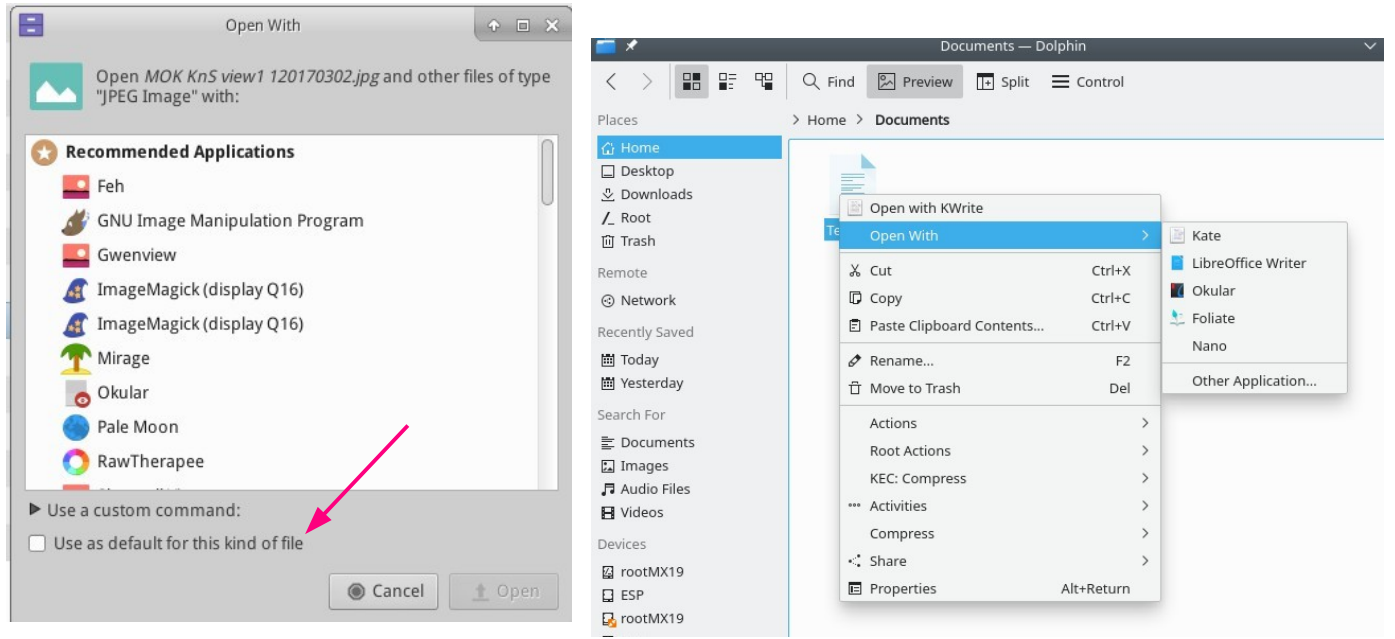 Open With
Open MOK KnS view1 120170302.jpg and other files of type
"JPEG Image" with:
Recommended Applications
Feh
GNU Image Manipulation Program
Gwenview
ImageMagick (display Q16)
ImageMagick (display Q16)
Mirage
Okular
Pale Moon
RawTherapee
Use a custom command:
Use as default for this kind of file
Cancel
Open
Documents — Dolphin
Find
Preview
Split
Control
Places
Home
Desktop
Downloads
Root
Trash
Remote
Network
Recently Saved
Today
Yesterday
Search For
Documents
Images
Audio Files
Videos
Devices
rootMX19
ESP
rootMX19
> Home > Documents
Te
Open with KWrite
Open With
Cut Ctrl+X
Copy Ctrl+C
Paste Clipboard Contents... Ctrl+V
Rename... F2
Move to Trash Del
Actions
Root Actions
KEC: Compress
Activities
Compress
Share
Properties Alt+Return
Kate
LibreOffice Writer
Okular
Foliate
Nano
Other Application...